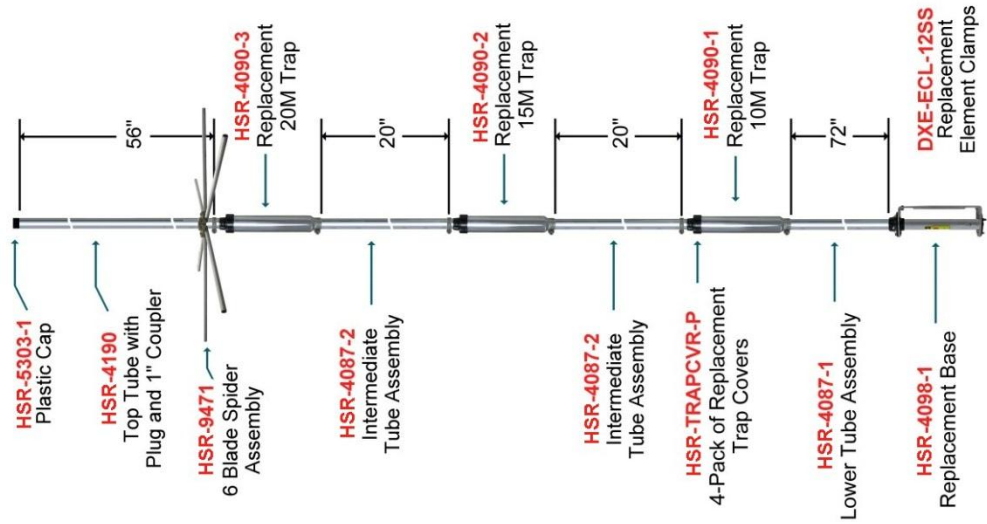 HSR-5303-1
Plastic Cap
HSR-4190
Top Tube with
Plug and 1" Coupler
HSR-9471
6 Blade Spider
Assembly
HSR-4087-2
Intermediate
Tube Assembly
HSR-4087-2
Intermediate
Tube Assembly
HSR-TRAPCVR-P
4-Pack of Replacement
Trap Covers
HSR-4087-1
Lower Tube Assembly
HSR-4098-1
Replacement Base
56"
HSR-4090-3
Replacement
20M Trap
20"
HSR-4090-2
Replacement
15M Trap
20"
HSR-4090-1
Replacement
10M Trap
72"
DXE-ECL-12SS
Replacement
Element Clamps